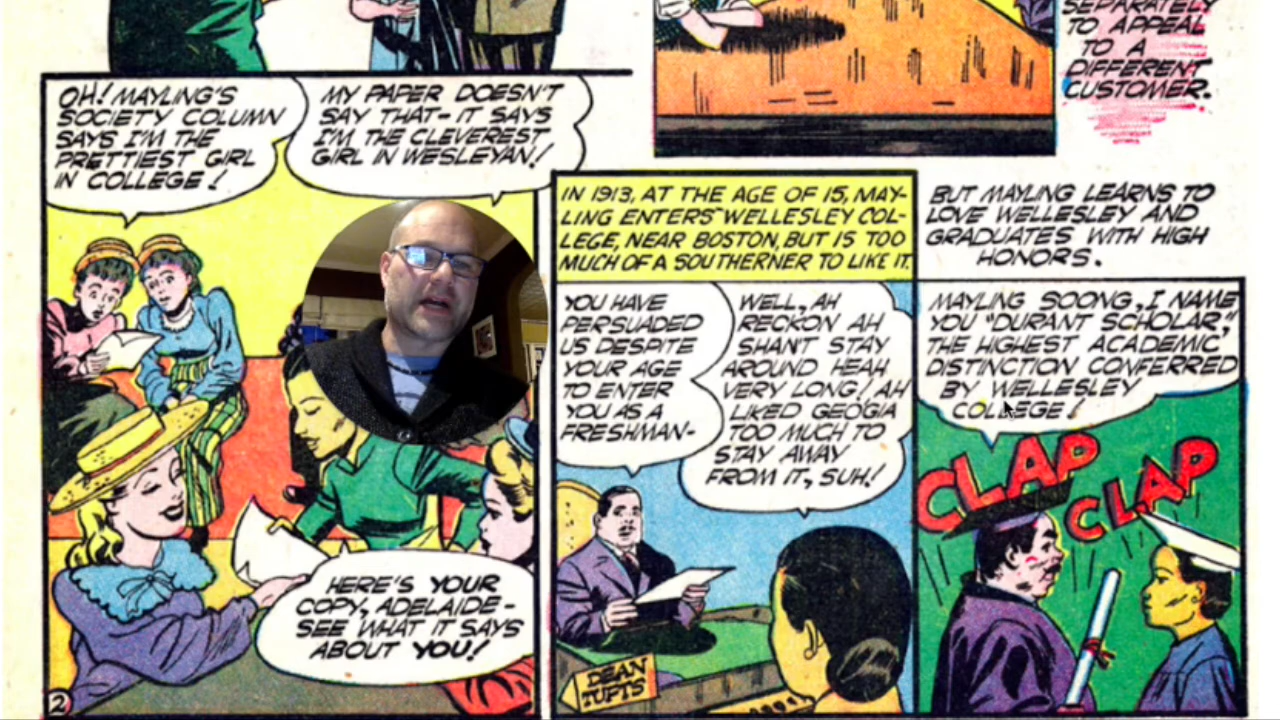 SEPARATELY
TO APPEAL
TO A
DIFFERENT
CUSTOMER.
OH! MAYLING'S
SOCIETY COLUMN
SAYS I'M THE
PRETTIEST GIRL
IN COLLEGE!
MY PAPER DOESN'T
SAY THAT- IT SAYS
I'M THE CLEVEREST
GIRL IN WESLEYAN!
HERE'S YOUR
COPY, ADELAIDE-
SEE WHAT IT SAYS
ABOUT YOU!
2
IN 1913, AT THE AGE OF 15, MAY-
LING ENTERS WELLESLEY COL-
LEGE, NEAR BOSTON, BUT IS TOO
MUCH OF A SOUTHERNER TO LIKE IT.
YOU HAVE
PERSUADED
US DESPITE
YOUR AGE
TO ENTER
YOU AS A
FRESHMAN-
WELL, AH
RECKON AH
SHAN'T STAY
AROUND HEAH
VERY LONG! AH
LIKED GEO'GIA
TOO MUCH TO
STAY AWAY
FROM IT, SUH!
DEAN
TUFTS
BUT MAYLING LEARNS TO
LOVE WELLESLEY AND
GRADUATES WITH HIGH
HONORS.
MAYLING SOONG, I NAME
YOU "DURANT SCHOLAR,"
THE HIGHEST ACADEMIC
DISTINCTION CONFERRED
BY WELLESLEY
COLLEGE!
CLAP
CLAP